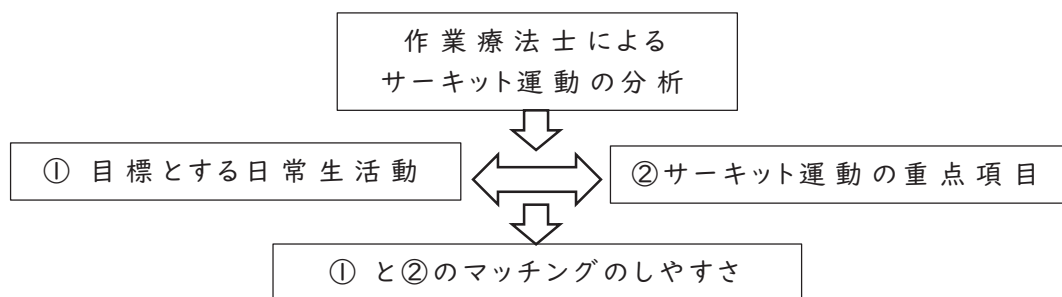 作業療法士による
サーキット運動の分析
① 目標とする日常生活動
②サーキット運動の重点項目
① と②のマッチングのしやすさ